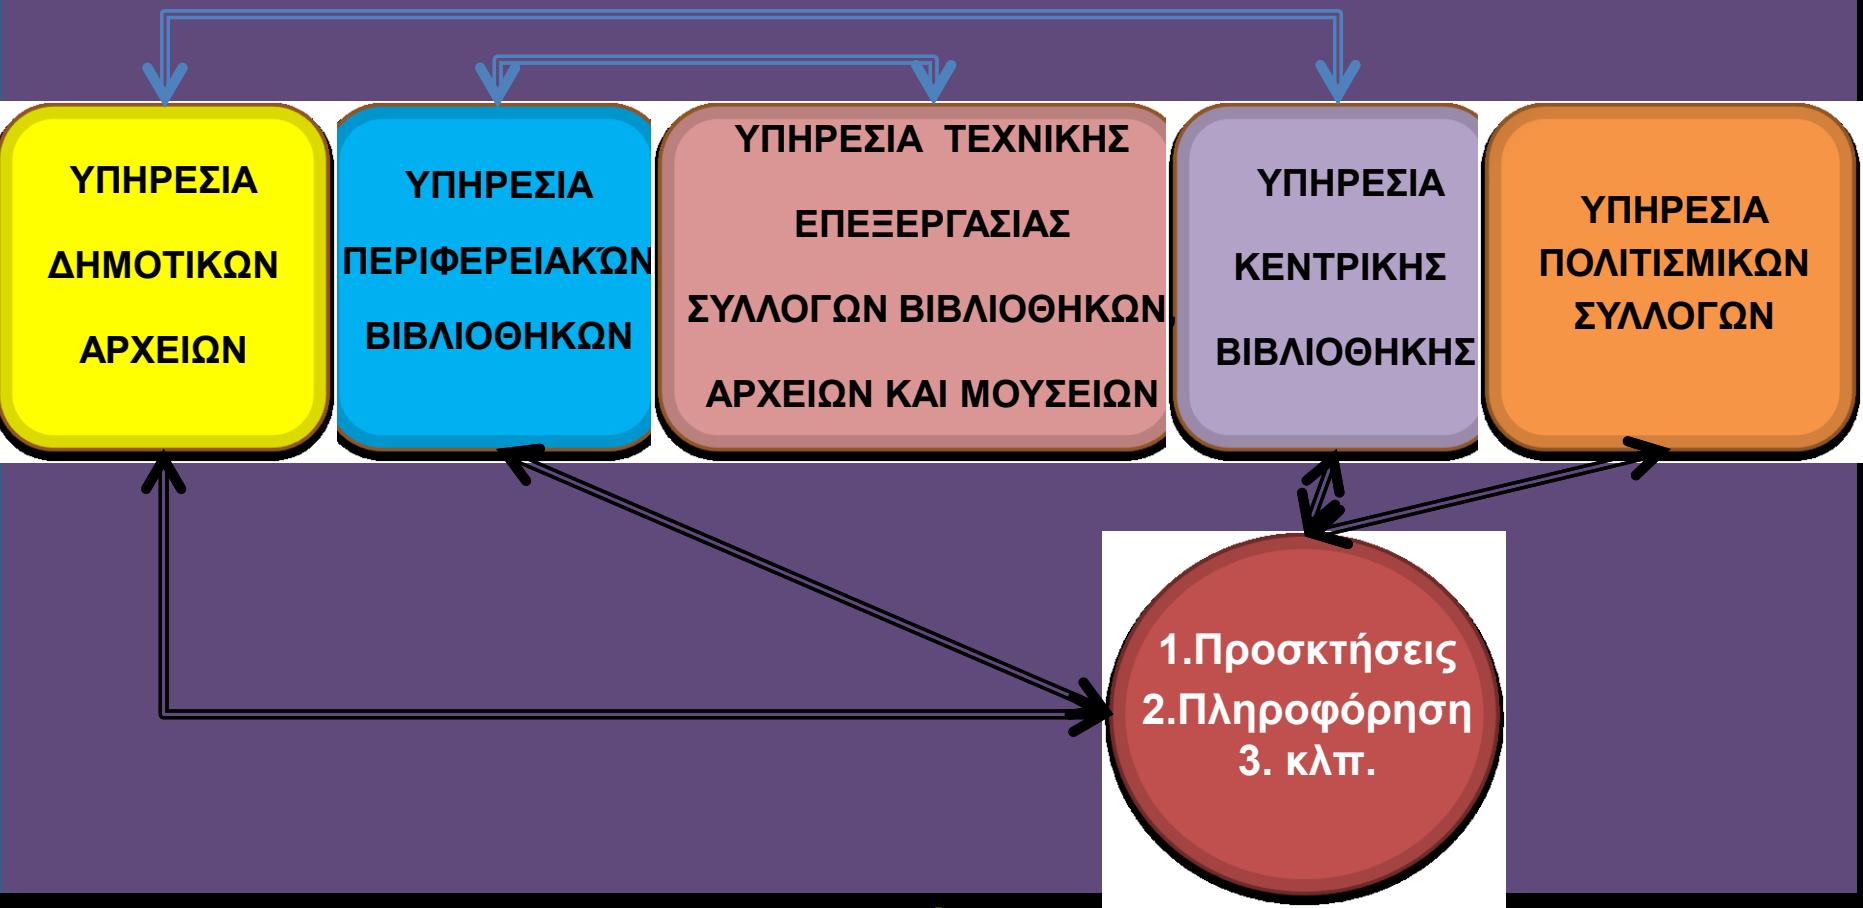 ΥΠΗΡΕΣΙΑ
ΔΗΜΟΤΙΚΩΝ
ΑΡΧΕΙΩΝ
ΥΠΗΡΕΣΙΑ
ΠΕΡΙΦΕΡΕΙΑΚΏΝ
ΒΙΒΛΙΟΘΗΚΩΝ
ΥΠΗΡΕΣΙΑ ΤΕΧΝΙΚΗΣ
ΕΠΕΞΕΡΓΑΣΙΑΣ
ΣΥΛΛΟΓΩΝ ΒΙΒΛΙΟΘΗΚΩΝ,
ΑΡΧΕΙΩΝ ΚΑΙ ΜΟΥΣΕΙΩΝ
ΥΠΗΡΕΣΙΑ
ΚΕΝΤΡΙΚΗΣ
ΒΙΒΛΙΟΘΗΚΗΣ
ΥΠΗΡΕΣΙΑ
ΠΟΛΙΤΙΣΜΙΚΩΝ
ΣΥΛΛΟΓΩΝ
1.Προσκτήσεις
2.Πληροφόρηση
3. κλπ.